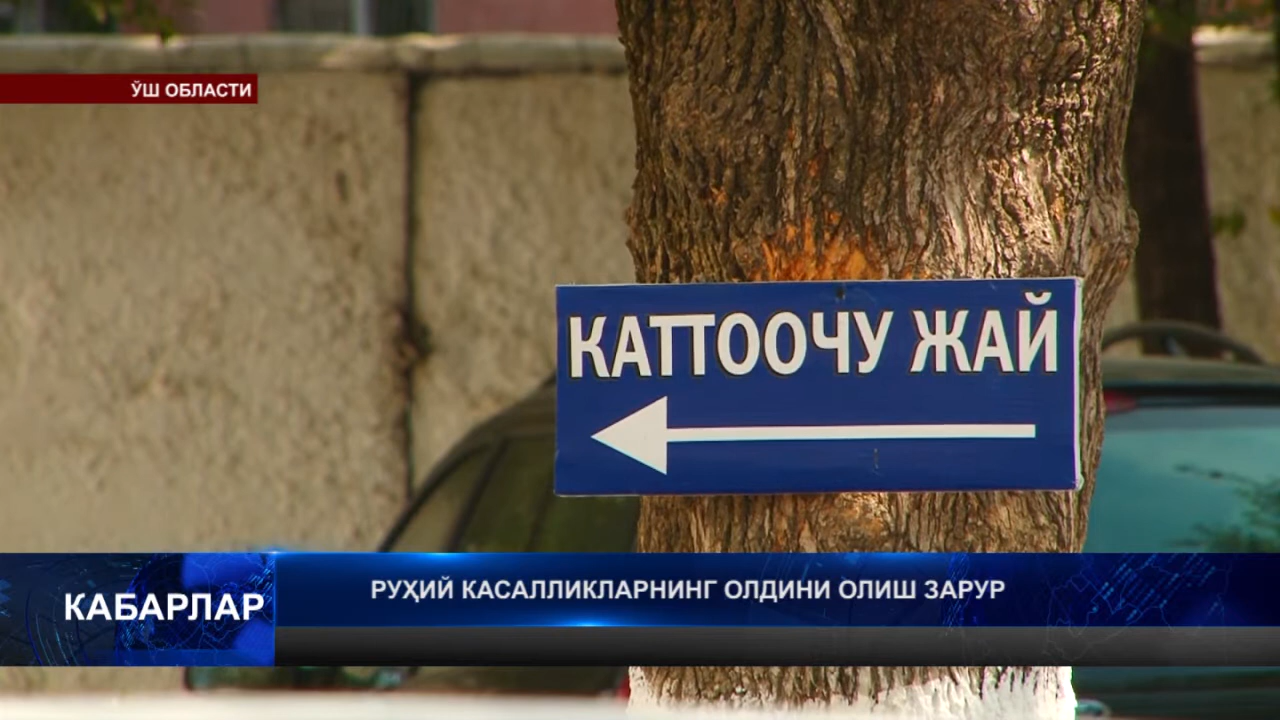 ЎШ ОБЛАСТИ
КАТТООЧУ ЖАЙ
РУҲИЙ КАСАЛЛИКЛАРНИНГ ОЛДИНИ ОЛИШ ЗАРУР
КАБАРЛАР